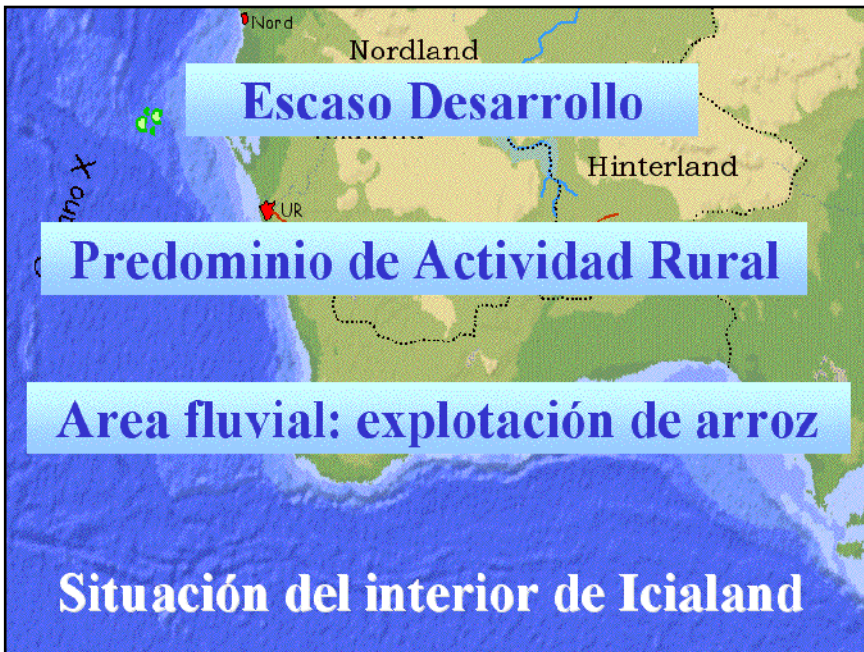 Nord
Nordland
Escaso Desarrollo
Hinterland
UR
Predominio de Actividad Rural
Area fluvial: explotación de arroz
Situación del interior de Icialand